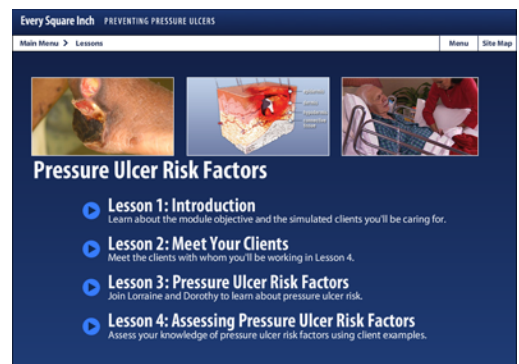 Every Square Inch PREVENTING PRESSURE ULCERS
Main Menu > Lessons Menu Site Map
Pressure Ulcer Risk Factors
Lesson 1: Introduction
Learn about the module objective and the simulated clients you'll be caring for.
Lesson 2: Meet Your Clients
Meet the clients with whom you'll be working in Lesson 4.
Lesson 3: Pressure Ulcer Risk Factors
Join Lorraine and Dorothy to learn about pressure ulcer risk.
Lesson 4: Assessing Pressure Ulcer Risk Factors
Assess your knowledge of pressure ulcer risk factors using client examples.